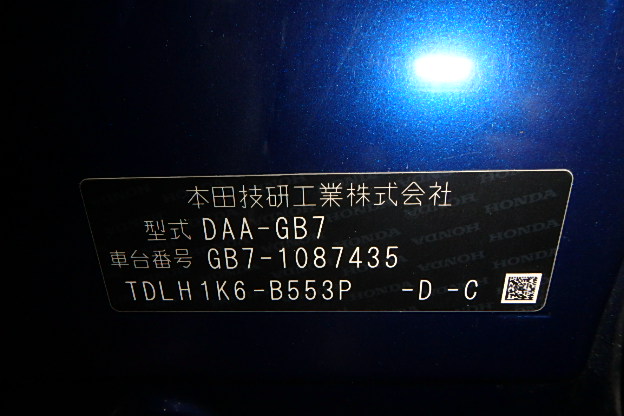 本田技研工業株式会社
型式 DAA-GB7
車台番号 GB7-1087435
TDLH1K6-B553P -D -C